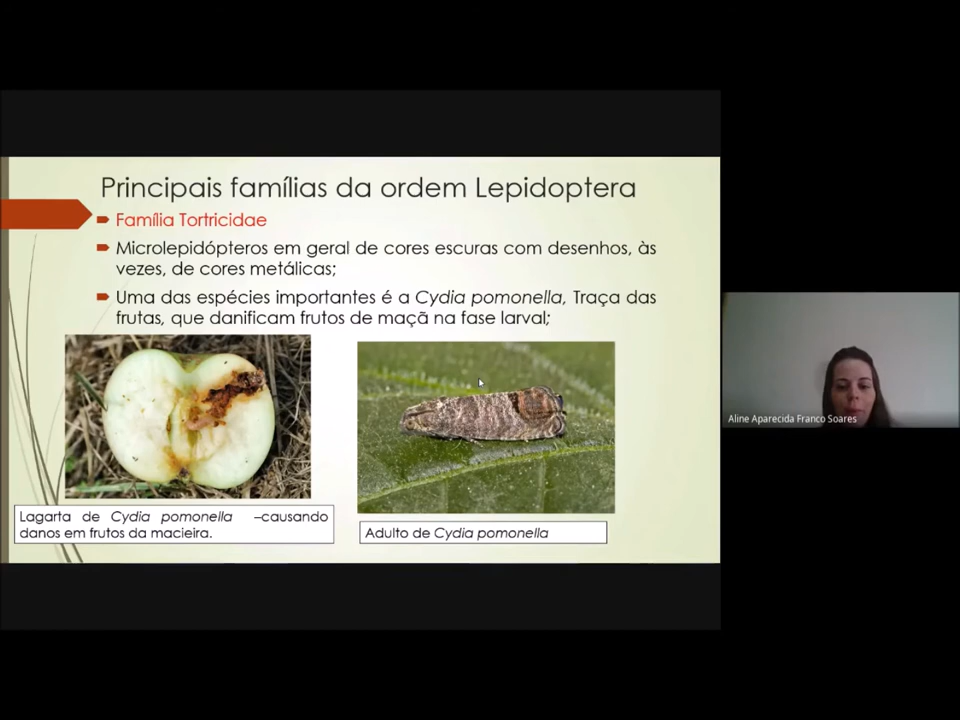 Principais famílias da ordem Lepidoptera
Família Tortricidae
Microlepidópteros em geral de cores escuras com desenhos, às
vezes, de cores metálicas;
Uma das espécies importantes é a Cydia pomonella, Traça das
frutas, que danificam frutos de maçã na fase larval;
Lagarta de Cydia pomonella –causando
danos em frutos da macieira.
Adulto de Cydia pomonella
Aline Aparecida Franco Soares